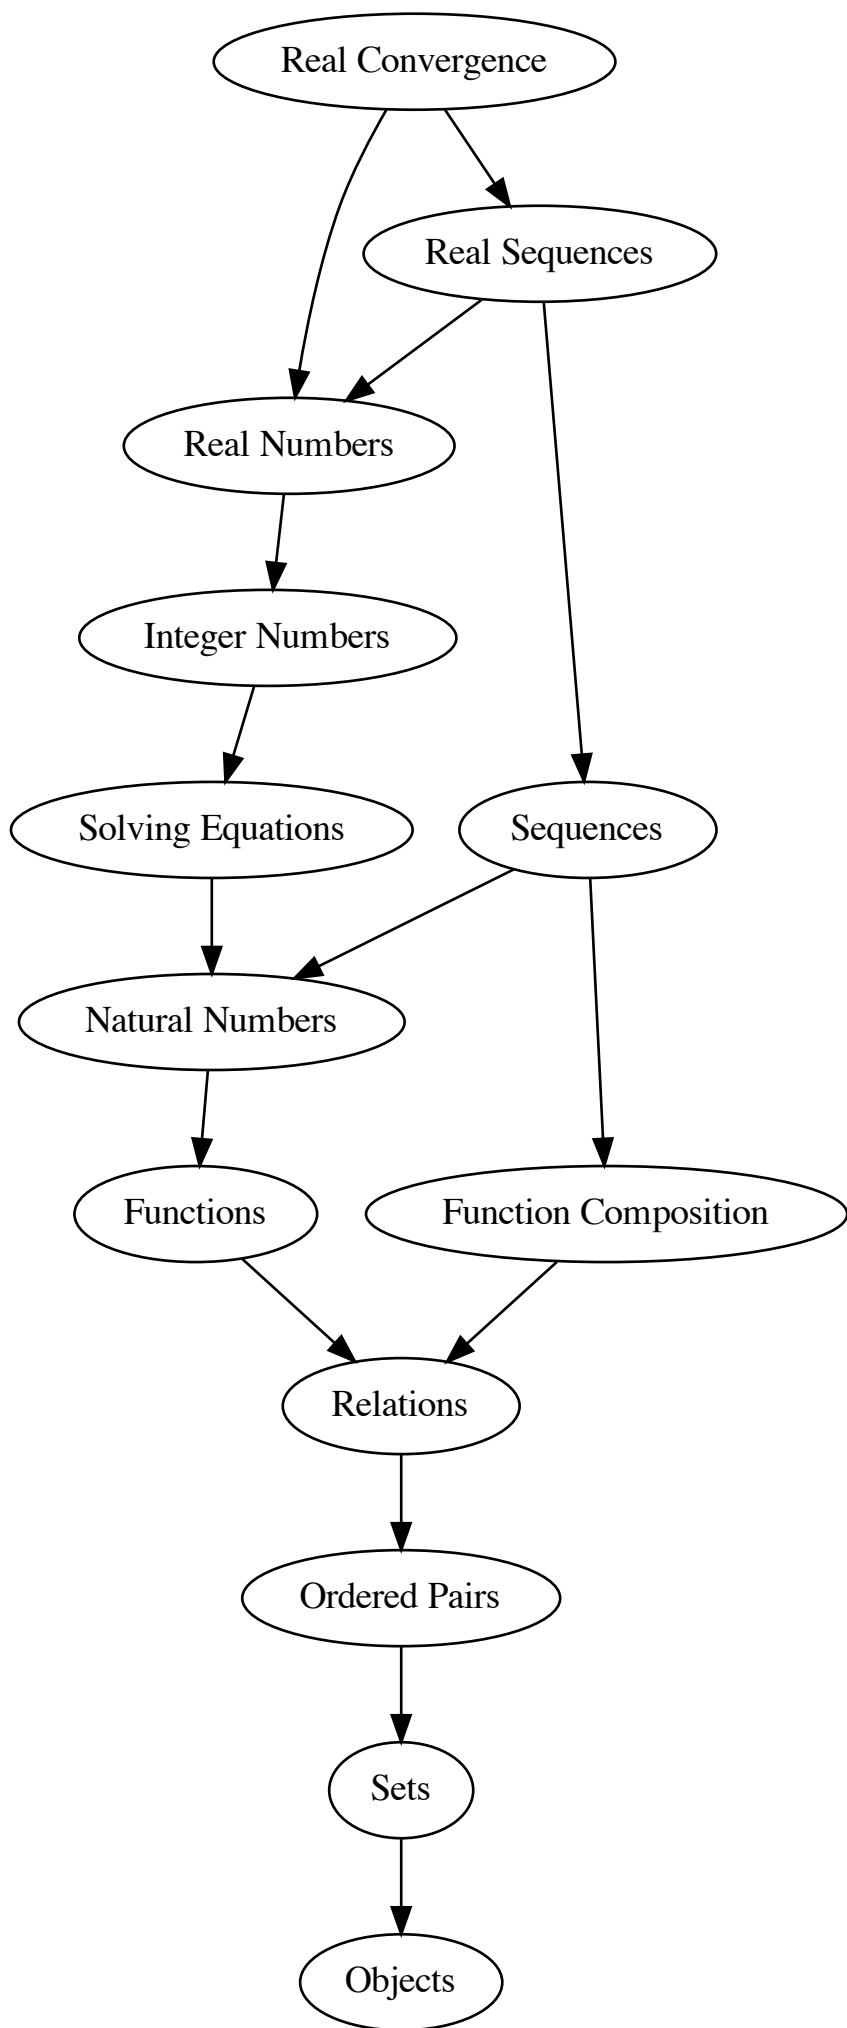 Real Convergence
Real Sequences
Real Numbers
Integer Numbers
Solving Equations
Sequences
Natural Numbers
Functions
Function Composition
Relations
Ordered Pairs
Sets
Objects